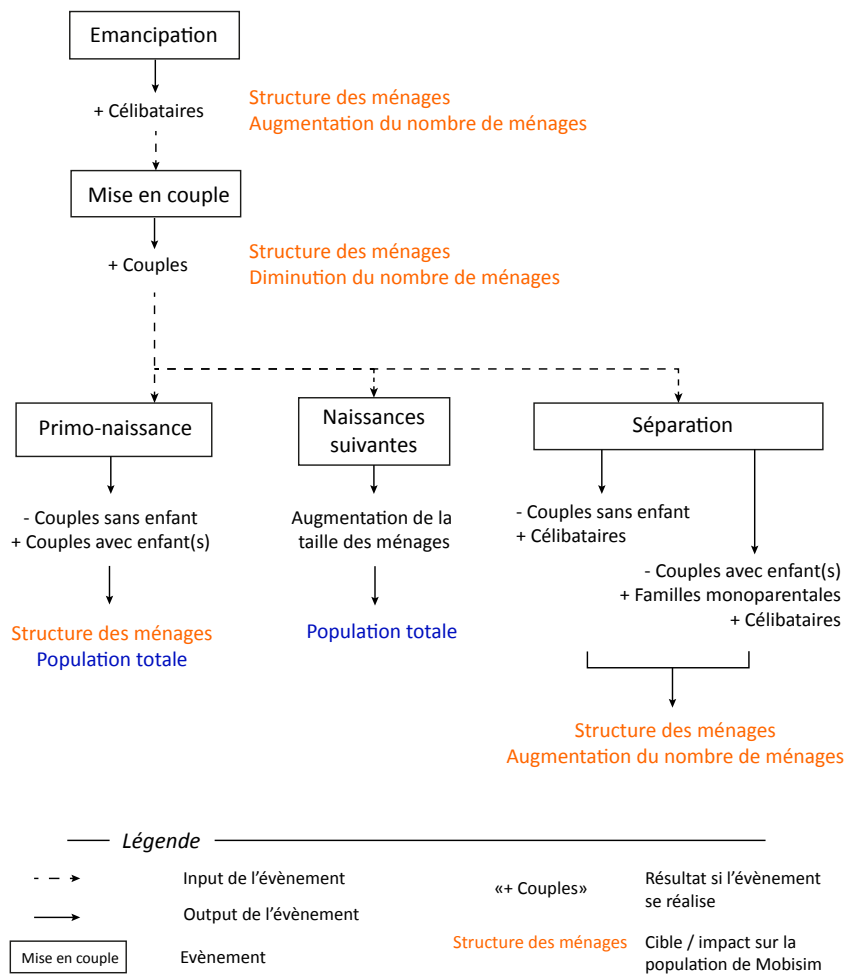 Emancipation
+ Célibataires
Structure des ménages
Augmentation du nombre de ménages
Mise en couple
+ Couples
Structure des ménages
Diminution du nombre de ménages
Primo-naissance
- Couples sans enfant
+ Couples avec enfant(s)
Structure des ménages
Population totale
Naissances
suivantes
Augmentation de la
taille des ménages
Population totale
Séparation
- Couples sans enfant
+ Célibataires
- Couples avec enfant(s)
+ Familles monoparentales
+ Célibataires
Structure des ménages
Augmentation du nombre de ménages
Légende
Input de l'évènement
Output de l'évènement
Mise en couple
Evènement
«+ Couples»
Résultat si l'évènement
se réalise
Structure des ménages
Cible / impact sur la
population de Mobisim